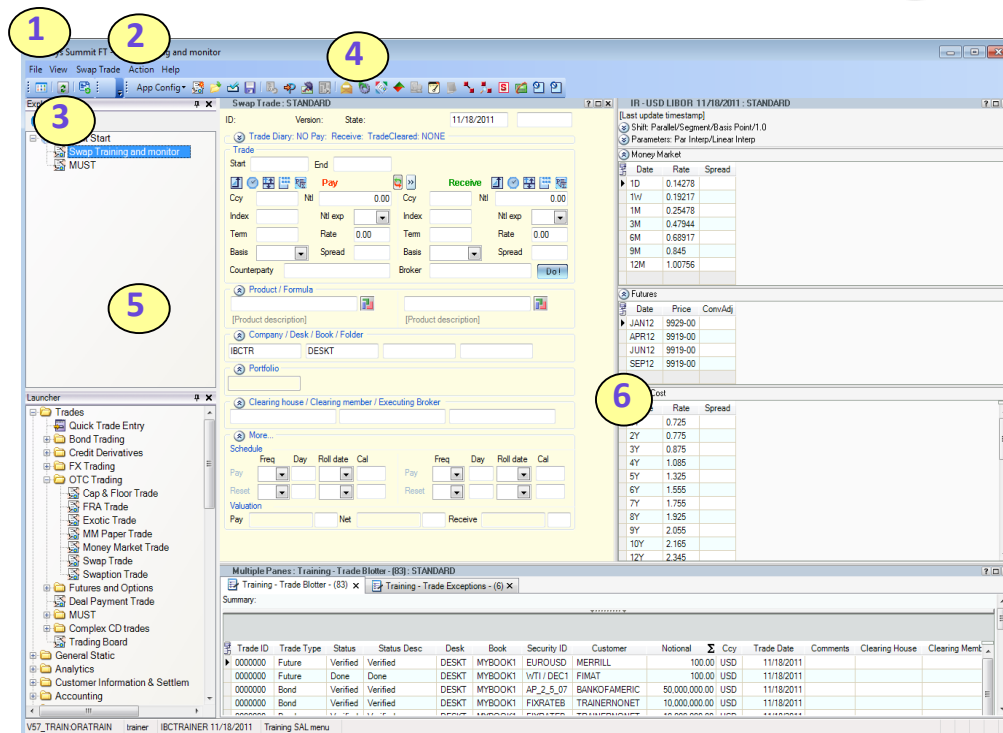 1
2
4
ys Summit FT -
ng and monitor
File View Swap Trade Action Help
App Config
3
Swap Trade : STANDARD
IR - USD LIBOR 11/18/2011 : STANDARD
ID: Version: State: 11/18/2011
[Last update timestamp]
Shift: Parallel/Segment/Basis Point/1.0
Parameters: Par Interp/Linear Interp
Start
Swap Training and monitor
MUST
Trade Diary: NO Pay: Receive: TradeCleared: NONE
Trade
Start End
Pay Receive
Ccy Ntl 0.00 Ccy Ntl 0.00
Index Ntl exp Index Ntl exp
Term Rate 0.00 Term Rate 0.00
Basis Spread Basis Spread
Counterparty Broker Do !
Product / Formula
[Product description] [Product description]
Company / Desk / Book / Folder
IBCTR DESKT
Portfolio
Clearing house / Clearing member / Executing Broker
More...
Schedule
Freq Day Roll date Cal Freq Day Roll date Cal
Pay Pay
Reset Reset
Valuation
Pay Net Receive
Money Market
Date Rate Spread
1D 0.14278
1W 0.19217
1M 0.25478
3M 0.47944
6M 0.68917
9M 0.845
12M 1.00756
Futures
Date Price ConvAdj
JAN12 9929-00
APR12 9919-00
JUN12 9919-00
SEP12 9919-00
5
6
Cost
Rate Spread
0.725
2Y 0.775
3Y 0.875
4Y 1.085
5Y 1.325
6Y 1.555
7Y 1.755
8Y 1.925
9Y 2.055
10Y 2.165
12Y 2.345
Launcher
Trades
Quick Trade Entry
Bond Trading
Credit Derivatives
FX Trading
OTC Trading
Cap & Floor Trade
FRA Trade
Exotic Trade
MM Paper Trade
Money Market Trade
Swap Trade
Swaption Trade
Futures and Options
Deal Payment Trade
MUST
Complex CD trades
Trading Board
General Static
Analytics
Customer Information & Settlem
Accounting
Multiple Panes : Training - Trade Blotter - (83) : STANDARD
Training - Trade Blotter - (83) Training - Trade Exceptions - (6)
Summary:
Trade ID Trade Type Status Status Desc Desk Book Security ID Customer Notional Σ Ccy Trade Date Comments Clearing House Clearing Memb
0000000 Future Verified Verified DESKT MYBOOK1 EUROUSD MERRILL 100.00 USD 11/18/2011
0000000 Future Done Done DESKT MYBOOK1 WTI / DEC1 FIMAT 100.00 USD 11/18/2011
0000000 Bond Verified Verified DESKT MYBOOK1 AP_2_5_07 BANKOFAMERIC 50,000,000.00 USD 11/18/2011
0000000 Bond Verified Verified DESKT MYBOOK1 FIXRATEB TRAINERNONET 10,000,000.00 USD 11/18/2011
V57_TRAIN:ORATRAIN trainer IBCTRAINER 11/18/2011 Training SAL menu